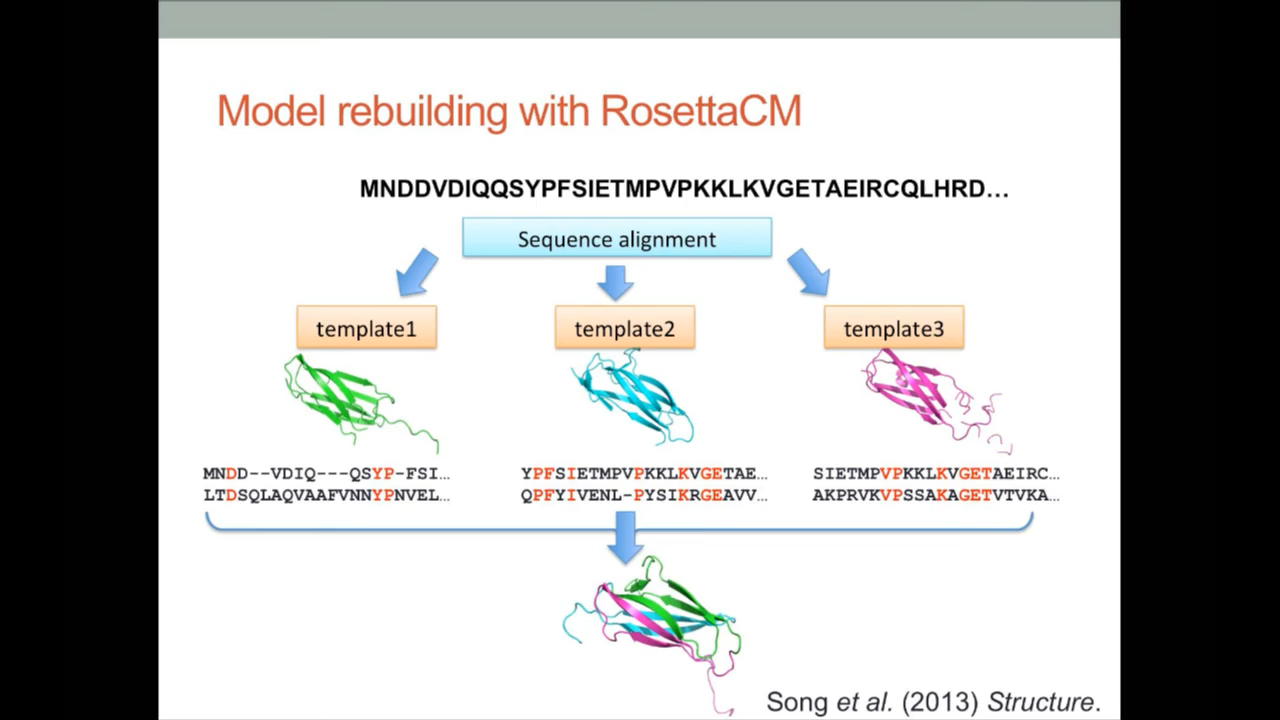 Model rebuilding with RosettaCM
MNDDVDIQQSYPFSIETMPVPKKLKVGETAEIRCQLHRD...
Sequence alignment
template1
template2
template3
MNDD--VDIQ---QSYP-FSI...
LTDSQLAQVAAFVNNYPNVEL...
YPFSIETMPVPKKLKVGETAE...
QPFYIVENL-PYSIKRGEAVV...
SIETMPVPKKLKVGETAEIRC...
AKPRVKVPSSAKAGETVTVKA...
Song et al. (2013) Structure.